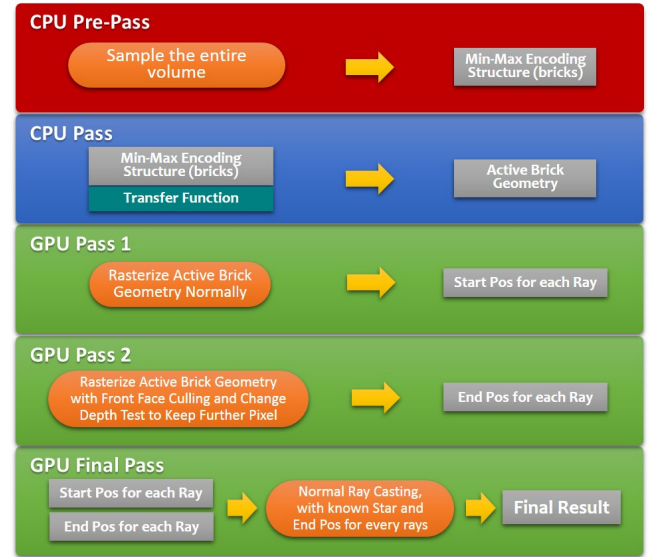 CPU Pre-Pass
Sample the entire
volume
Min-Max Encoding
Structure (bricks)
CPU Pass
Min-Max Encoding
Structure (bricks)
Transfer Function
Active Brick
Geometry
GPU Pass 1
Rasterize Active Brick
Geometry Normally
Start Pos for each Ray
GPU Pass 2
Rasterize Active Brick Geometry
with Front Face Culling and Change
Depth Test to Keep Further Pixel
End Pos for each Ray
GPU Final Pass
Start Pos for each Ray
End Pos for each Ray
Normal Ray Casting,
with known Star and
End Pos for every rays
Final Result